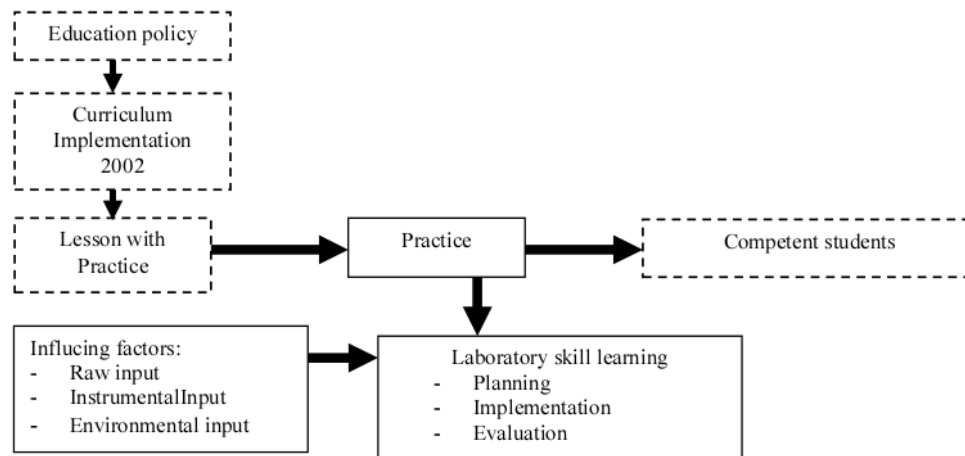 Education policy
Curriculum
Implementation
2002
Lesson with
Practice
Practice
Competent students
Influcing factors:
- Raw input
- InstrumentalInput
- Environmental input
Laboratory skill learning
- Planning
- Implementation
- Evaluation